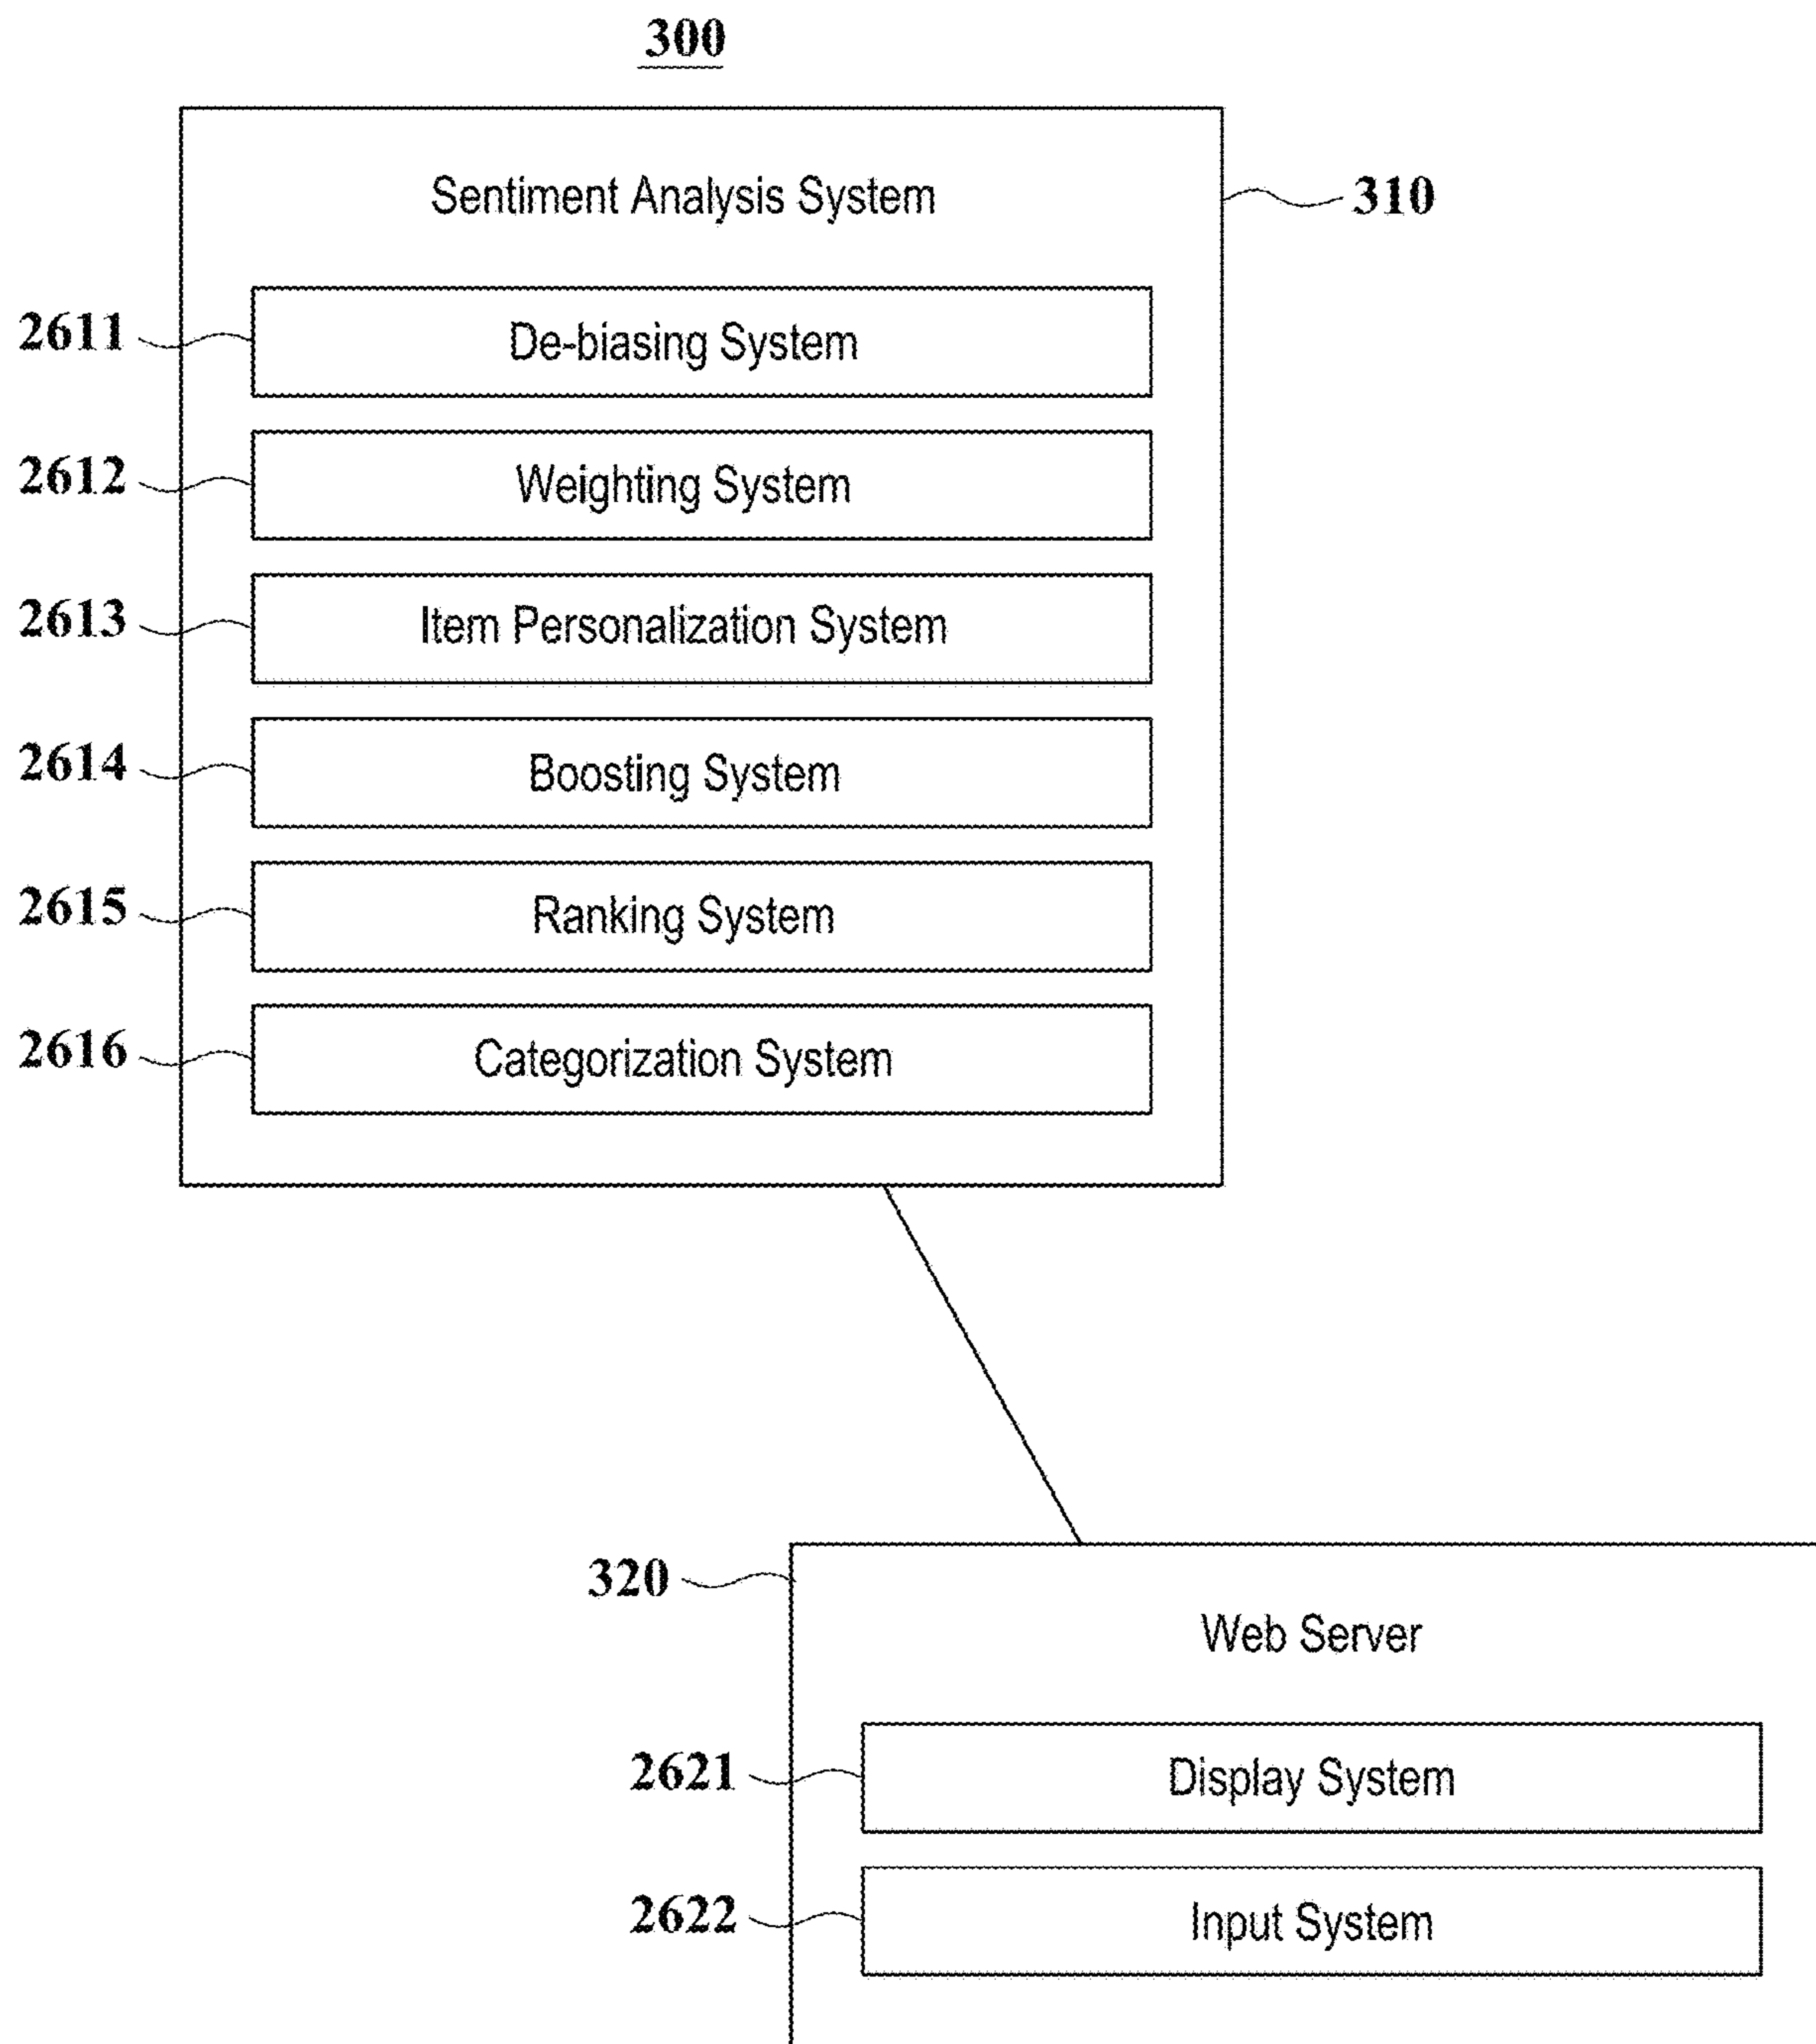 300
Sentiment Analysis System
310
2611
De-biasing System
2612
Weighting System
2613
Item Personalization System
2614
Boosting System
2615
Ranking System
2616
Categorization System
320
Web Server
2621
Display System
2622
Input System